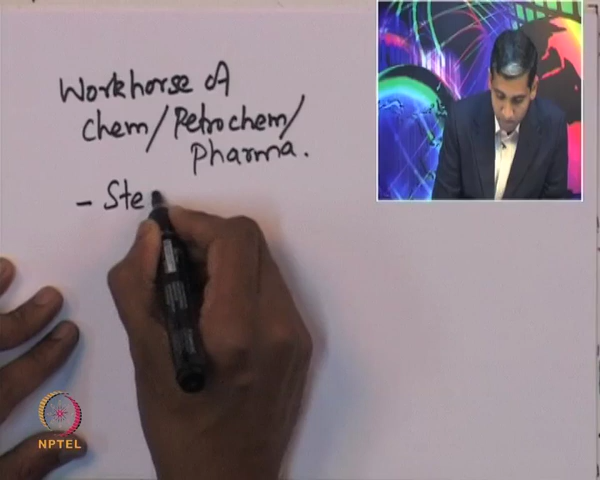 Workhorse of
Chem/Petrochem/
Pharma.
- Ste
NPTEL